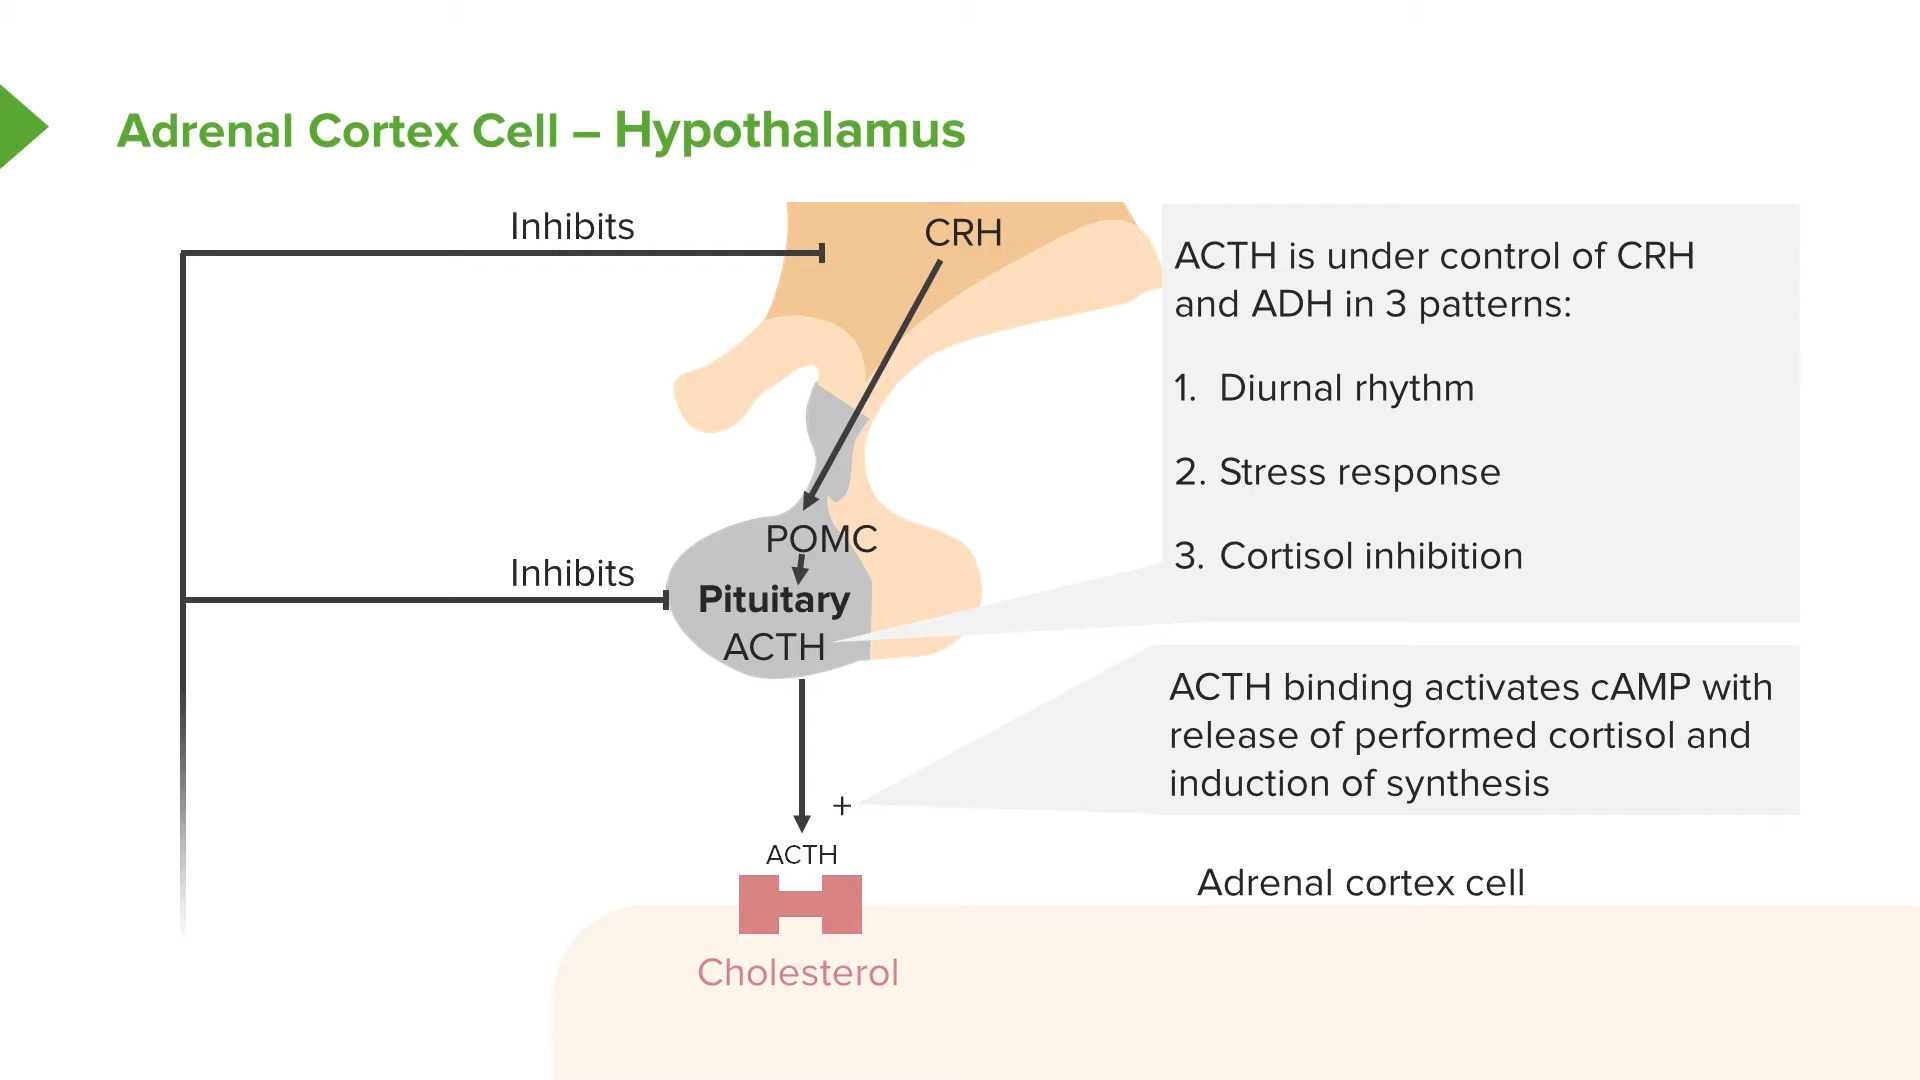 Adrenal Cortex Cell – Hypothalamus
Inhibits
CRH
ACTH is under control of CRH
and ADH in 3 patterns:
1. Diurnal rhythm
2. Stress response
3. Cortisol inhibition
POMC
Inhibits
Pituitary
ACTH
ACTH binding activates cAMP with
release of performed cortisol and
induction of synthesis
+
ACTH
Adrenal cortex cell
Cholesterol